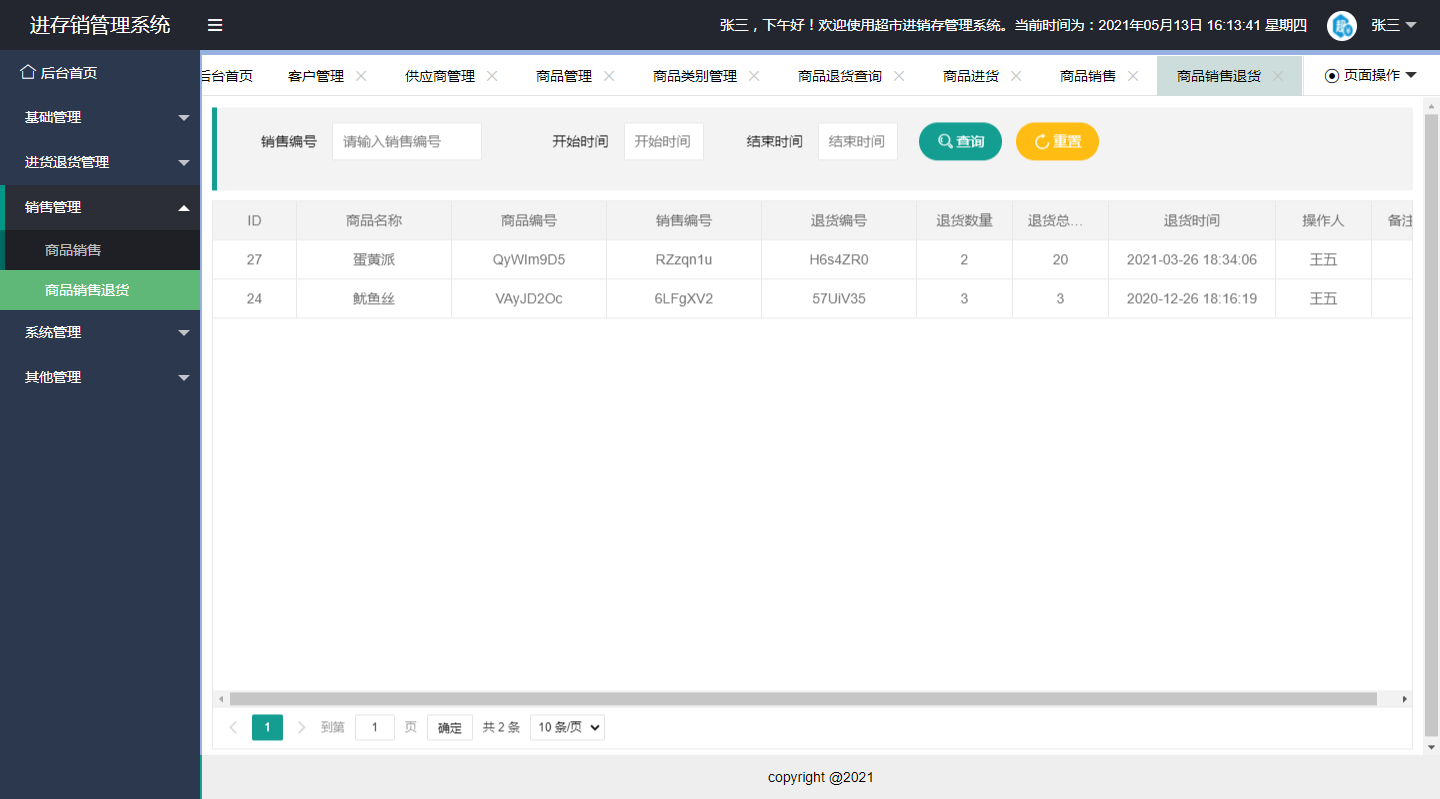 进存销管理系统
张三，下午好！欢迎使用超市进销存管理系统。当前时间为：2021年05月13日 16:13:41 星期四
张三
后台首页
基础管理
进货退货管理
销售管理
商品销售
商品销售退货
系统管理
其他管理
后台首页 客户管理 供应商管理 商品管理 商品类别管理 商品退货查询 商品进货 商品销售 商品销售退货 页面操作
销售编号 请输入销售编号 开始时间 开始时间 结束时间 结束时间 查询 重置
ID 商品名称 商品编号 销售编号 退货编号 退货数量 退货总... 退货时间 操作人 备注
27 蛋黄派 QyWIm9D5 RZzqn1u H6s4ZR0 2 20 2021-03-26 18:34:06 王五
24 鱿鱼丝 VAyJD2Oc 6LFgXV2 57UiV35 3 3 2020-12-26 18:16:19 王五
1 到第 1 页 确定 共 2 条 10 条/页
copyright @2021